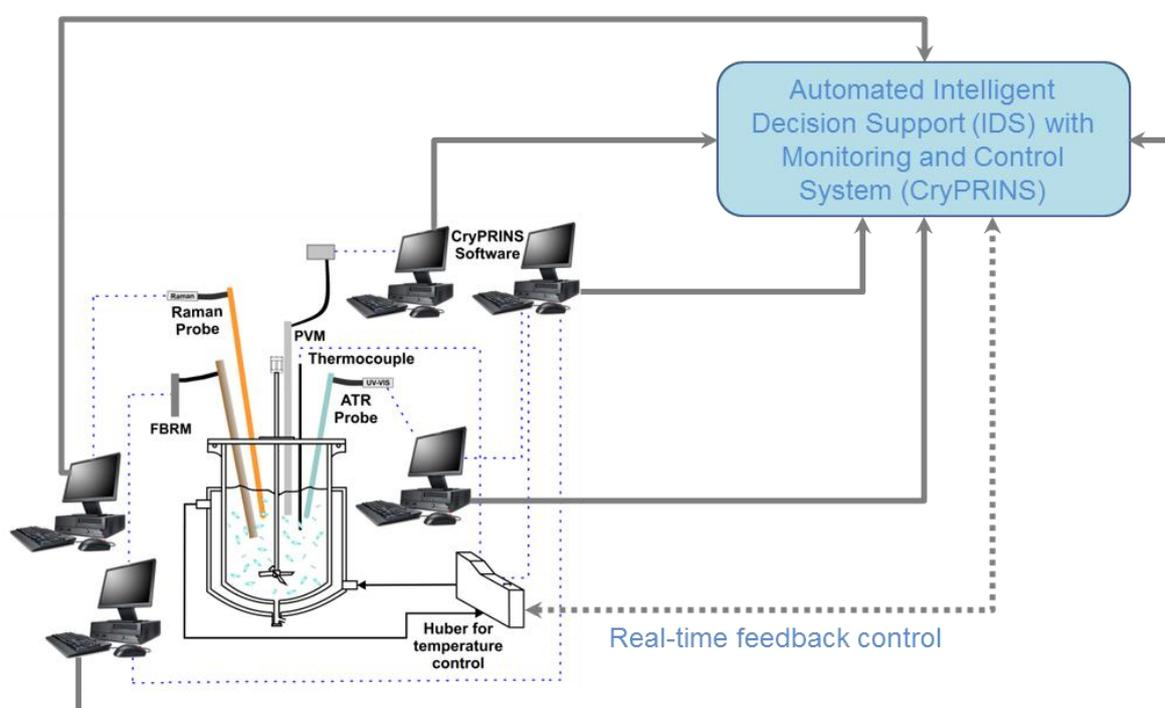 Automated Intelligent
Decision Support (IDS) with
Monitoring and Control
System (CryPRINS)
CryPRINS
Software
Raman
Raman
Probe
PVM
Thermocouple
UV-VIS
ATR
Probe
FBRM
Huber for
temperature
control
Real-time feedback control